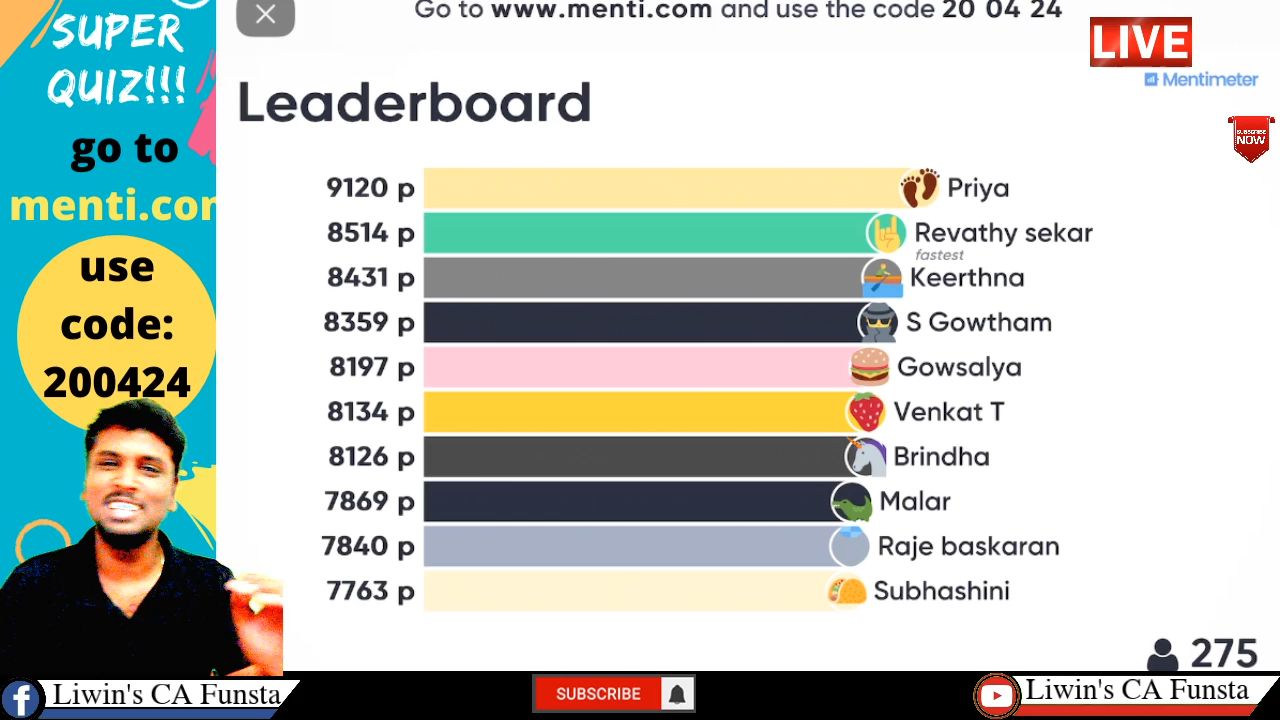 SUPER
QUIZ!!!
go to
menti.com
use
code:
200424
Go to www.menti.com and use the code 20 04 24
LIVE
Mentimeter
SUBSCRIBE
NOW
Leaderboard
9120 p Priya
8514 p Revathy sekar
fastest
8431 p Keerthna
8359 p S Gowtham
8197 p Gowsalya
8134 p Venkat T
8126 p Brindha
7869 p Malar
7840 p Raje baskaran
7763 p Subhashini
275
Liwin's CA Funsta
SUBSCRIBE
Liwin's CA Funsta